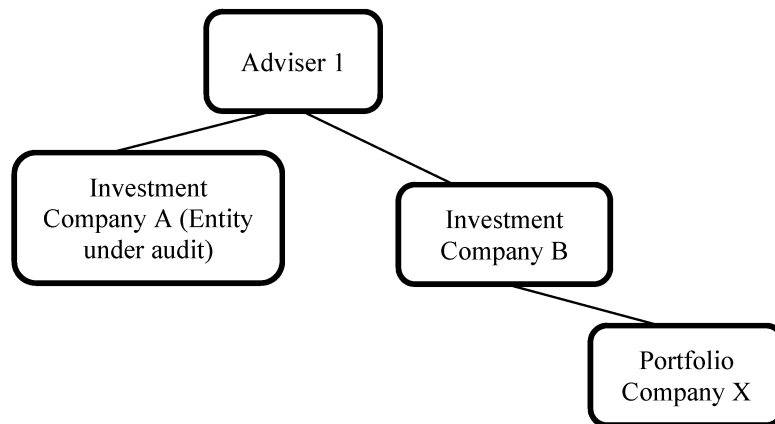 Adviser 1
Investment
Company A (Entity
under audit)
Investment
Company B
Portfolio
Company X